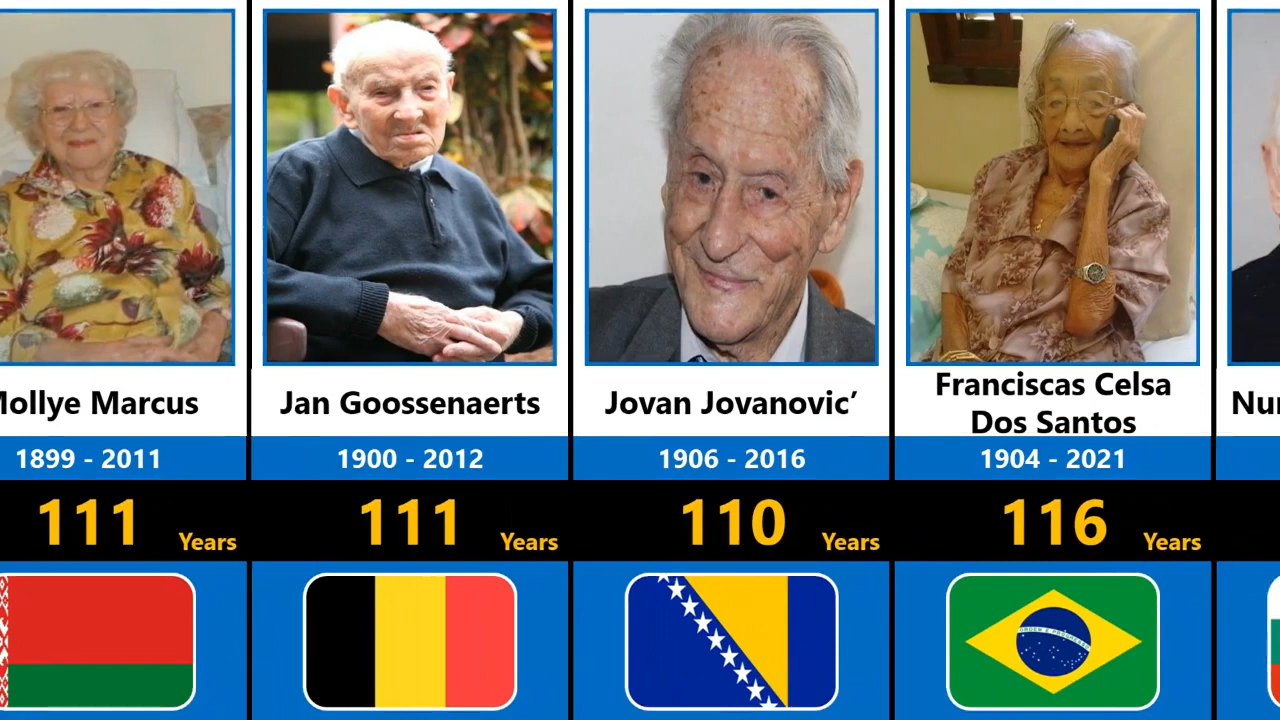 Mollye Marcus
1899 - 2011
111 Years
Jan Goossenaerts
1900 - 2012
111 Years
Jovan Jovanovic’
1906 - 2016
110 Years
Franciscas Celsa
Dos Santos
1904 - 2021
116 Years